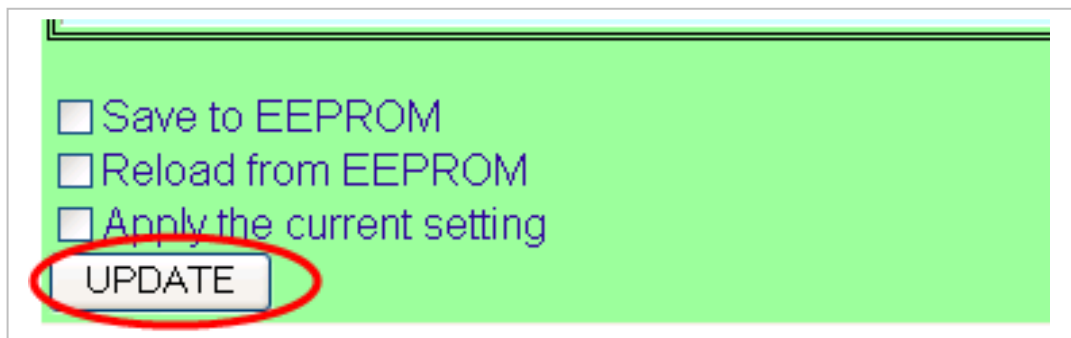 Save to EEPROM
Reload from EEPROM
Apply the current setting
UPDATE